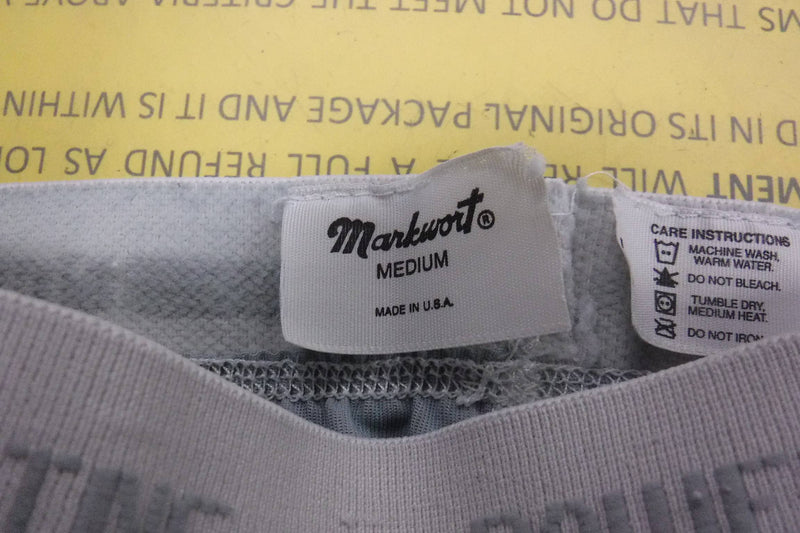 MS THAT DO NOT MEET THE CRITERIA ABOVE
D IN ITS ORIGINAL PACKAGE AND IT IS WITHIN
MENT WILL A FULL REFUND AS
Markwort®
MEDIUM
MADE IN U.S.A.
CARE INSTRUCTIONS
MACHINE WASH,
WARM WATER.
DO NOT BLEACH.
TUMBLE DRY,
MEDIUM HEAT.
DO NOT IRON